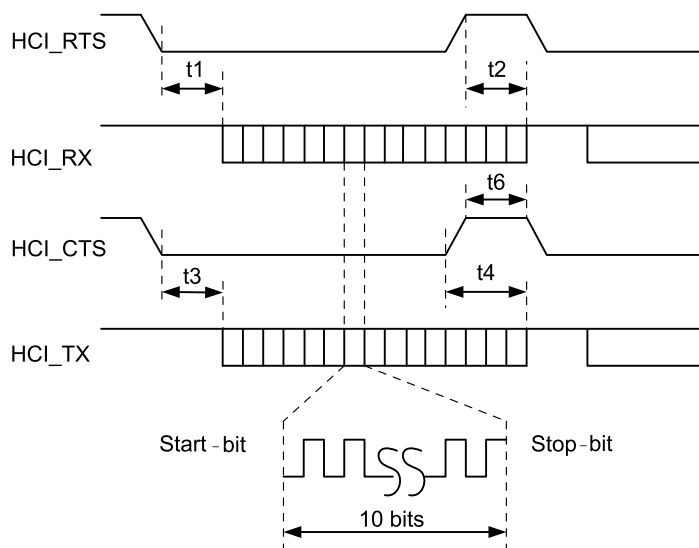 HCI_RTS
t1
t2
HCI_RX
t6
HCI_CTS
t3
t4
HCI_TX
Start-bit
Stop-bit
10 bits